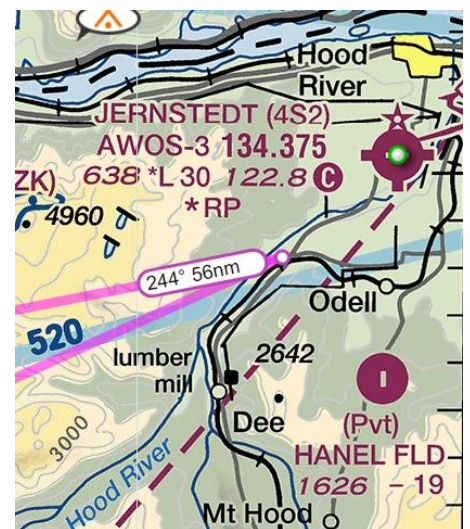 Hood
River
JERNSTEDT (4S2)
AWOS-3 134.375
638 *L 30 122.8 C
*RP
ZK)
4960
244° 56nm
520
Odell
lumber
mill
2642
I
Dee
(Pvt)
HANEL FLD
1626 - 19
3000
Hood River
Mt Hood